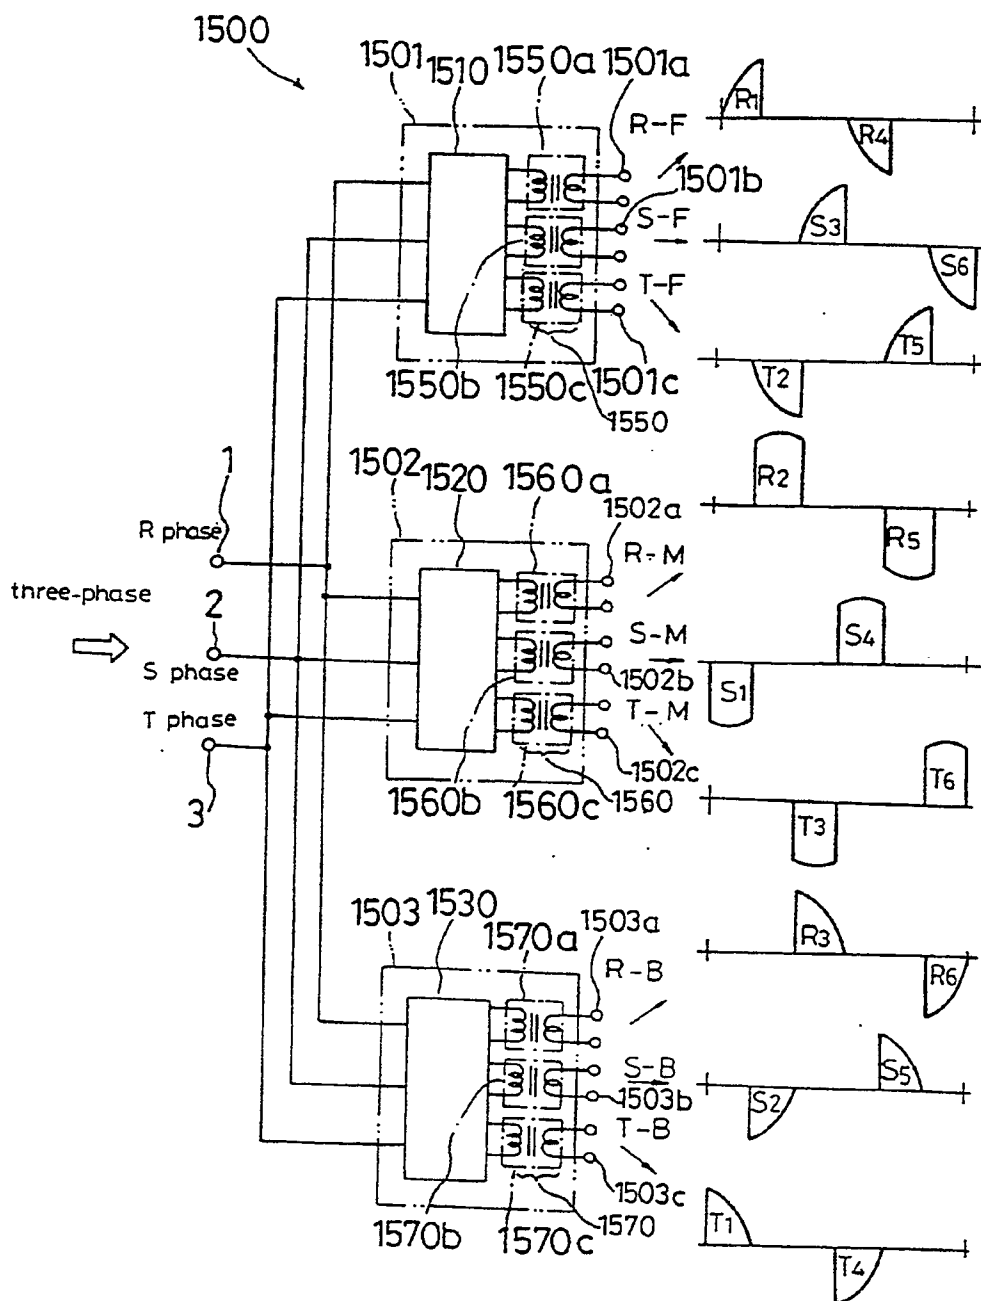 1500
1501 1510 1550a 1501a
R-F
R1
R4
1501b
S-F
S3
S6
T-F
T5
T2
1550b 1550c 1501c
1550
1
1502 1520 1560a 1502a
R phase
R-M
R2
R5
three-phase
2
S-M
S4
S phase
1502b
S1
T phase
T-M
3
1502c
1560b 1560c 1560
T6
T3
1503 1530 1570a 1503a
R-B
R3
R6
S-B
S5
1503b
S2
T-B
1503c
1570b 1570c 1570
T1
T4